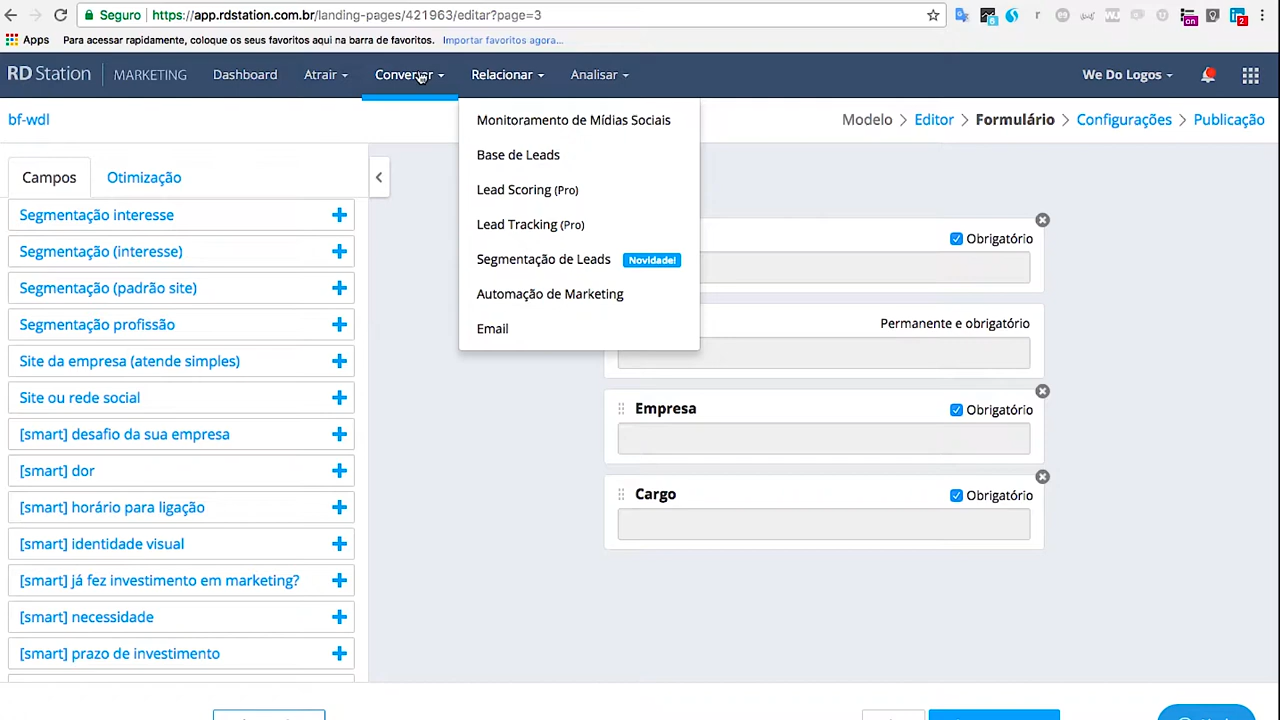 Seguro https://app.rdstation.com.br/landing-pages/421963/editar?page=3
Apps Para acessar rapidamente, coloque os seus favoritos aqui na barra de favoritos. Importar favoritos agora...
RD Station MARKETING Dashboard Atrair Converter Relacionar Analisar We Do Logos
bf-wdl
Modelo > Editor > Formulário > Configurações > Publicação
Campos Otimização
Segmentação interesse
Segmentação (interesse)
Segmentação (padrão site)
Segmentação profissão
Site da empresa (atende simples)
Site ou rede social
[smart] desafio da sua empresa
[smart] dor
[smart] horário para ligação
[smart] identidade visual
[smart] já fez investimento em marketing?
[smart] necessidade
[smart] prazo de investimento
Monitoramento de Mídias Sociais
Base de Leads
Lead Scoring (Pro)
Lead Tracking (Pro)
Segmentação de Leads Novidade!
Automação de Marketing
Email
Obrigatório
Permanente e obrigatório
Empresa Obrigatório
Cargo Obrigatório